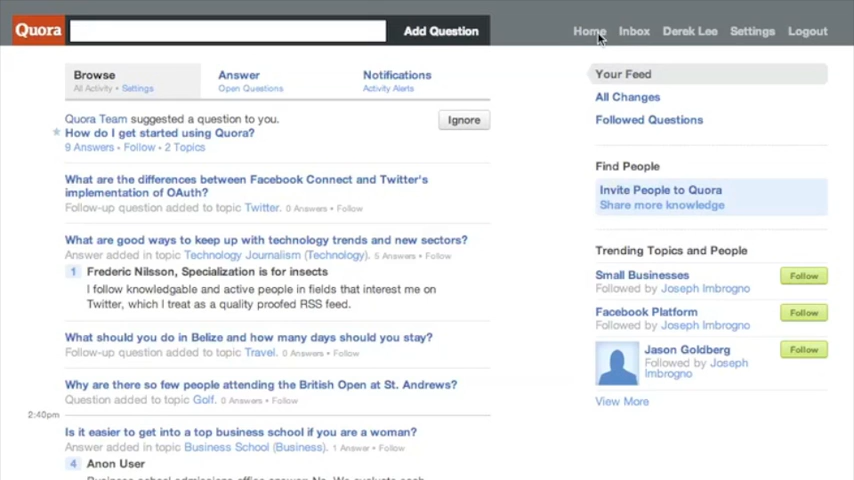 Quora Add Question Home Inbox Derek Lee Settings Logout
Browse Answer Notifications
All Activity • Settings Open Questions Activity Alerts
Your Feed
All Changes
Followed Questions
Quora Team suggested a question to you. Ignore
How do I get started using Quora?
9 Answers • Follow • 2 Topics
What are the differences between Facebook Connect and Twitter's
implementation of OAuth?
Follow-up question added to topic Twitter. 0 Answers • Follow
What are good ways to keep up with technology trends and new sectors?
Answer added in topic Technology Journalism (Technology). 5 Answers • Follow
1 Frederic Nilsson, Specialization is for insects
I follow knowledgable and active people in fields that interest me on
Twitter, which I treat as a quality proofed RSS feed.
What should you do in Belize and how many days should you stay?
Follow-up question added to topic Travel. 0 Answers • Follow
Why are there so few people attending the British Open at St. Andrews?
Question added to topic Golf. 0 Answers • Follow
2:40pm
Is it easier to get into a top business school if you are a woman?
Answer added in topic Business School (Business). 1 Answer • Follow
4 Anon User
Find People
Invite People to Quora
Share more knowledge
Trending Topics and People
Small Businesses Follow
Followed by Joseph Imbrogno
Facebook Platform Follow
Followed by Joseph Imbrogno
Jason Goldberg Follow
Followed by Joseph
Imbrogno
View More